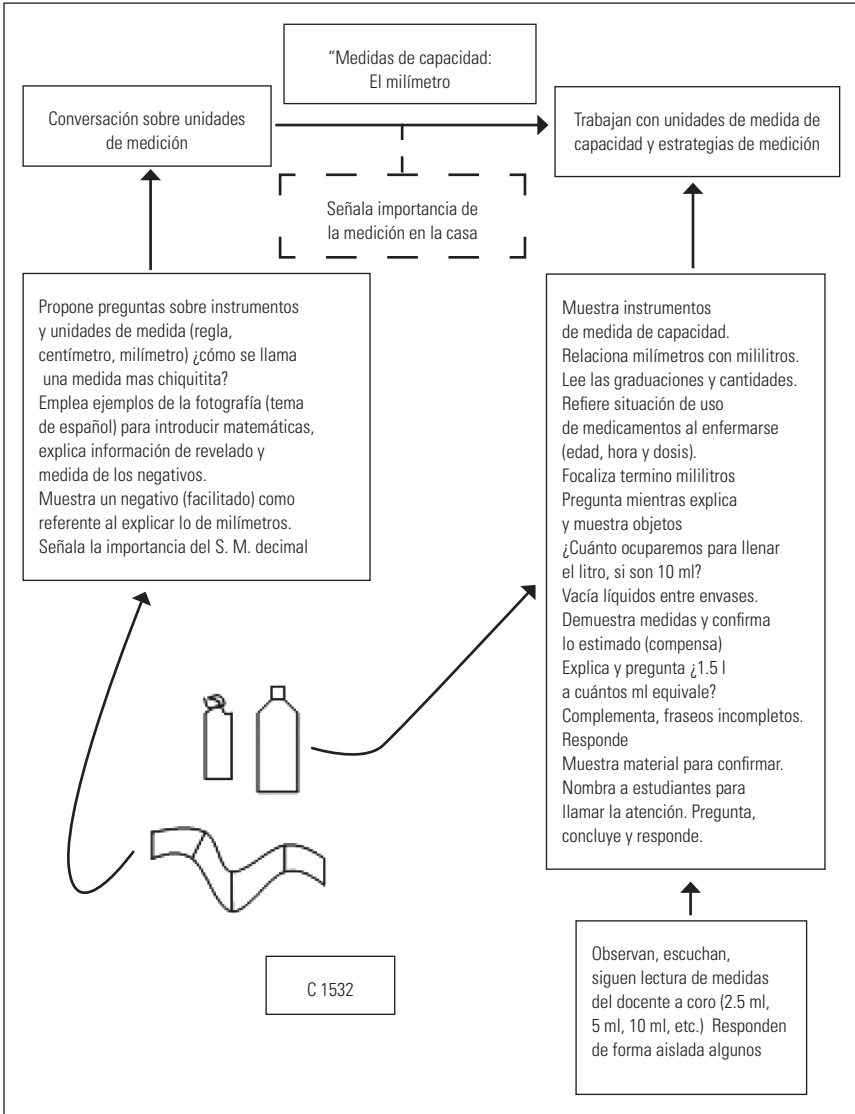 “Medidas de capacidad:
El milímetro
Conversación sobre unidades
de medición
Trabajan con unidades de medida de
capacidad y estrategias de medición
Señala importancia de
la medición en la casa
Propone preguntas sobre instrumentos
y unidades de medida (regla,
centímetro, milímetro) ¿cómo se llama
una medida mas chiquitita?
Emplea ejemplos de la fotografía (tema
de español) para introducir matemáticas,
explica información de revelado y
medida de los negativos.
Muestra un negativo (facilitado) como
referente al explicar lo de milímetros.
Señala la importancia del S. M. decimal
Muestra instrumentos
de medida de capacidad.
Relaciona milímetros con mililitros.
Lee las graduaciones y cantidades.
Refiere situación de uso
de medicamentos al enfermarse
(edad, hora y dosis).
Focaliza termino mililitros
Pregunta mientras explica
y muestra objetos
¿Cuánto ocuparemos para llenar
el litro, si son 10 ml?
Vacía líquidos entre envases.
Demuestra medidas y confirma
lo estimado (compensa)
Explica y pregunta ¿1.5 l
a cuántos ml equivale?
Complementa, fraseos incompletos.
Responde
Muestra material para confirmar.
Nombra a estudiantes para
llamar la atención. Pregunta,
concluye y responde.
C 1532
Observan, escuchan,
siguen lectura de medidas
del docente a coro (2.5 ml,
5 ml, 10 ml, etc.) Responden
de forma aislada algunos